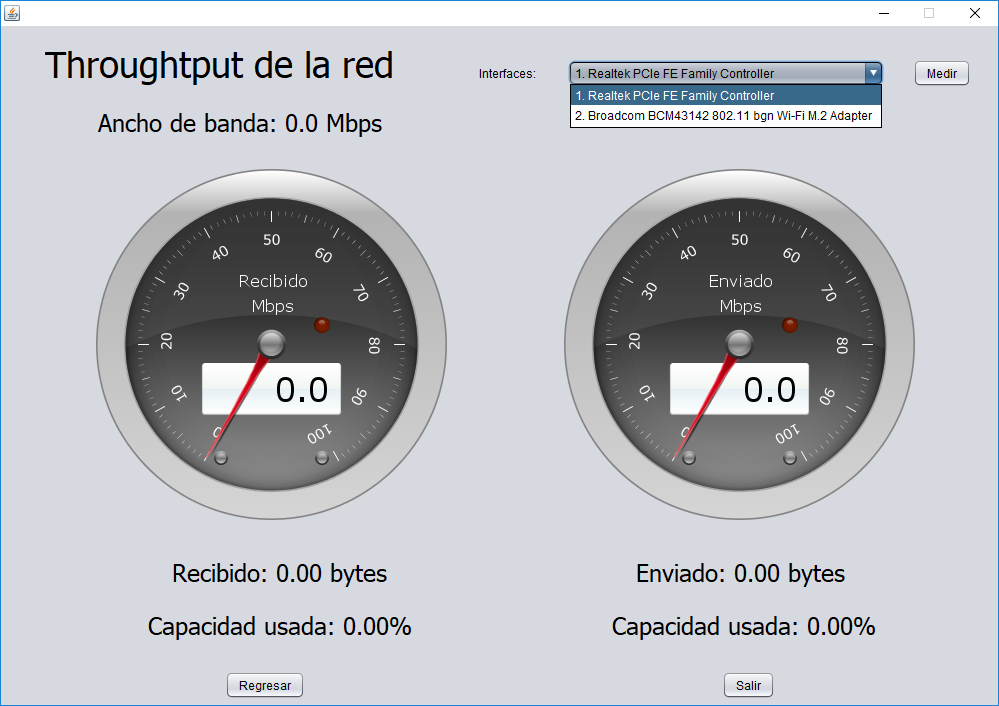 Throughtput de la red
Interfaces:
1. Realtek PCIe FE Family Controller
Medir
1. Realtek PCIe FE Family Controller
2. Broadcom BCM43142 802.11 bgn Wi-Fi M.2 Adapter
Ancho de banda: 0.0 Mbps
0
10
20
30
40
50
60
70
80
90
100
Recibido
Mbps
0.0
0
10
20
30
40
50
60
70
80
90
100
Enviado
Mbps
0.0
Recibido: 0.00 bytes
Enviado: 0.00 bytes
Capacidad usada: 0.00%
Capacidad usada: 0.00%
Regresar
Salir